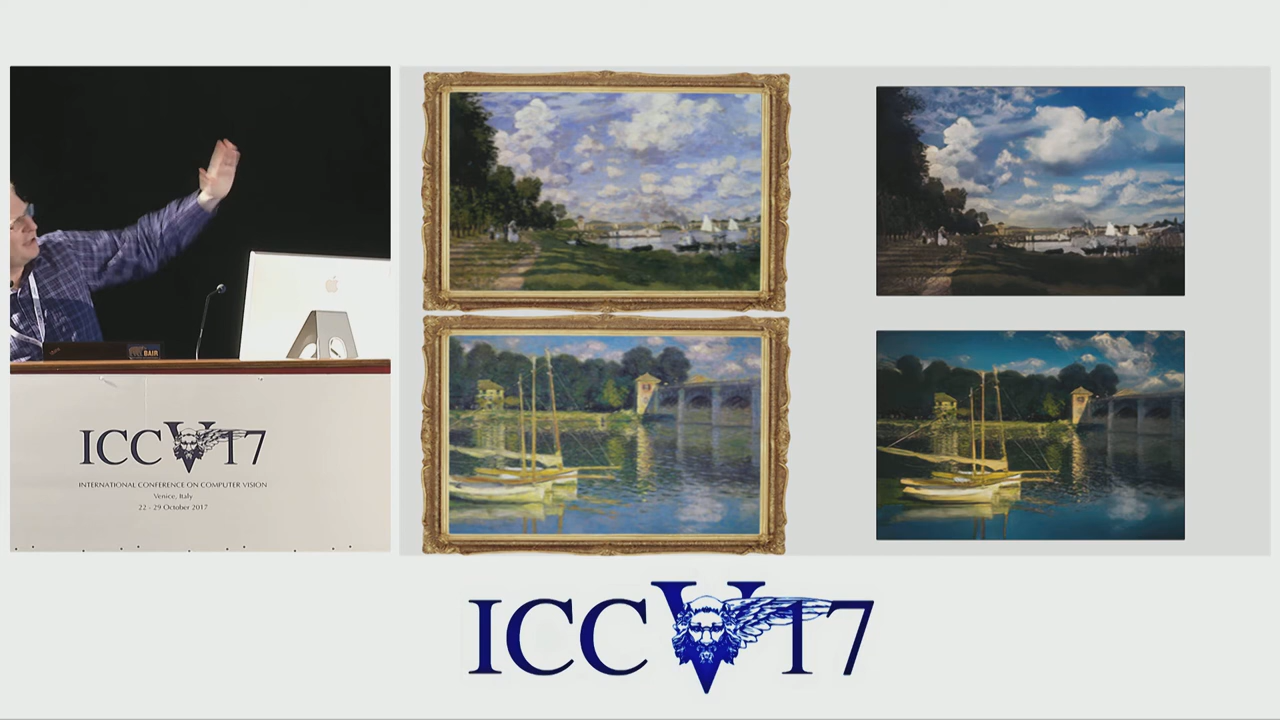 ICCV17
INTERNATIONAL CONFERENCE ON COMPUTER VISION
Venice, Italy
22 - 29 October 2017
ICCV17